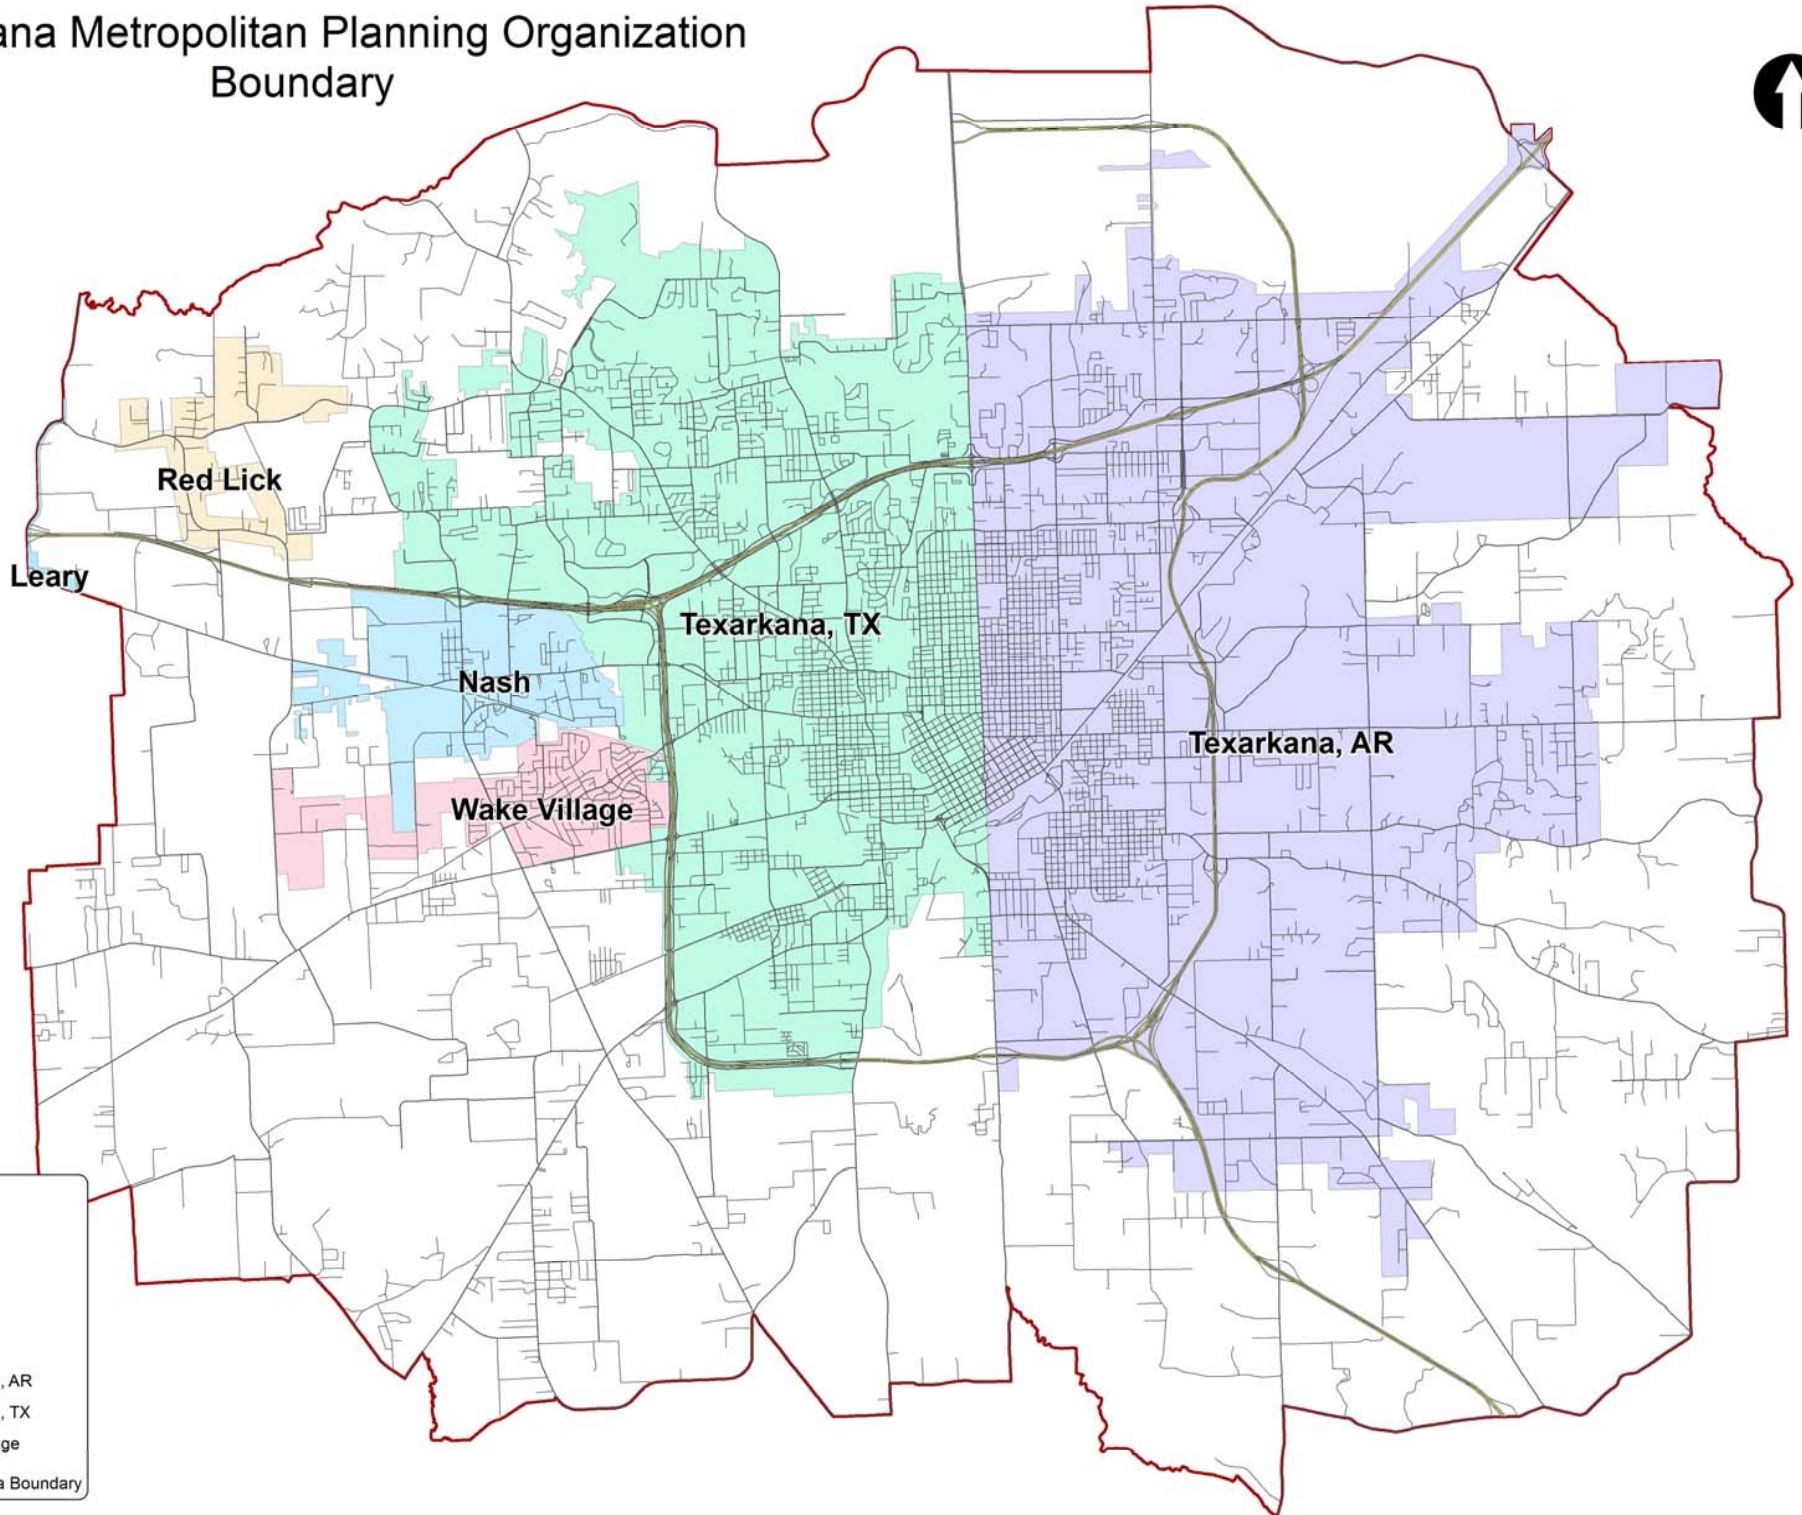 ana Metropolitan Planning Organization
Boundary
Red Lick
Leary
Texarkana, TX
Nash
Texarkana, AR
Wake Village
, AR
, TX
ge
a Boundary